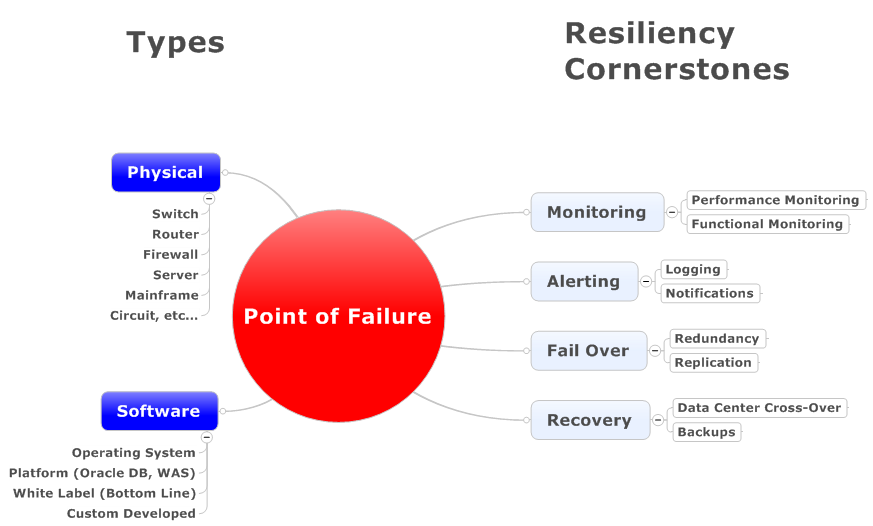 Types
Resiliency
Cornerstones
Physical
Switch
Router
Firewall
Server
Mainframe
Circuit, etc...
Software
Operating System
Platform (Oracle DB, WAS)
White Label (Bottom Line)
Custom Developed
Point of Failure
Monitoring
Performance Monitoring
Functional Monitoring
Alerting
Logging
Notifications
Fail Over
Redundancy
Replication
Recovery
Data Center Cross-Over
Backups